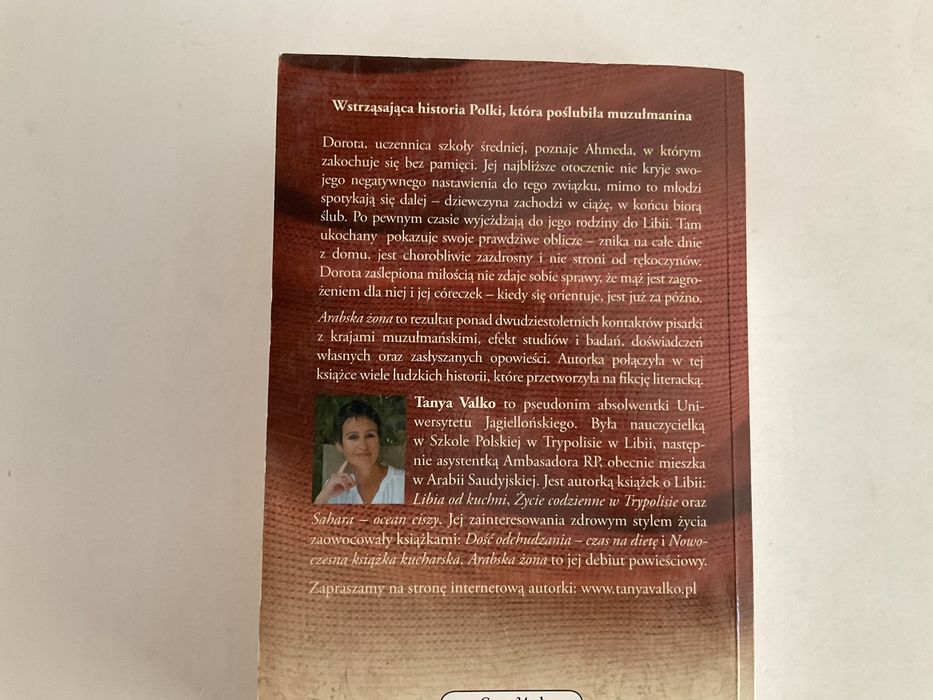 Wstrząsająca historia Polki, która poślubiła muzułmanina
Dorota, uczennica szkoły średniej, poznaje Ahmeda, w którym
zakochuje się bez pamięci. Jej najbliższe otoczenie nie kryje swo-
jego negatywnego nastawienia do tego związku, mimo to młodzi
spotykają się dalej – dziewczyna zachodzi w ciążę, w końcu biorą
ślub. Po pewnym czasie wyjeżdżają do jego rodziny do Libii. Tam
ukochany pokazuje swoje prawdziwe oblicze – znika na całe dnie
z domu, jest chorobliwie zazdrosny i nie stroni od rękoczynów.
Dorota zaślepiona miłością nie zdaje sobie sprawy, że mąż jest zagro-
żeniem dla niej i jej córeczek – kiedy się orientuje, jest już za późno.
Arabska żona to rezultat ponad dwudziestoletnich kontaktów pisarki
z krajami muzułmańskimi, efekt studiów i badań, doświadczeń
własnych oraz zasłyszanych opowieści. Autorka połączyła w tej
książce wiele ludzkich historii, które przetworzyła na fikcję literacką.
Tanya Valko to pseudonim absolwentki Uni-
wersytetu Jagiellońskiego. Była nauczycielką
w Szkole Polskiej w Trypolisie w Libii, następ-
nie asystentką Ambasadora RP, obecnie mieszka
w Arabii Saudyjskiej. Jest autorką książek o Libii:
Libia od kuchni, Życie codzienne w Trypolisie oraz
Sahara – ocean ciszy. Jej zainteresowania zdrowym stylem życia
zaowocowały książkami: Dość odchudzania – czas na dietę i Nowo-
czesna książka kucharska. Arabska żona to jej debiut powieściowy.
Zapraszamy na stronę internetową autorki: www.tanyavalko.pl